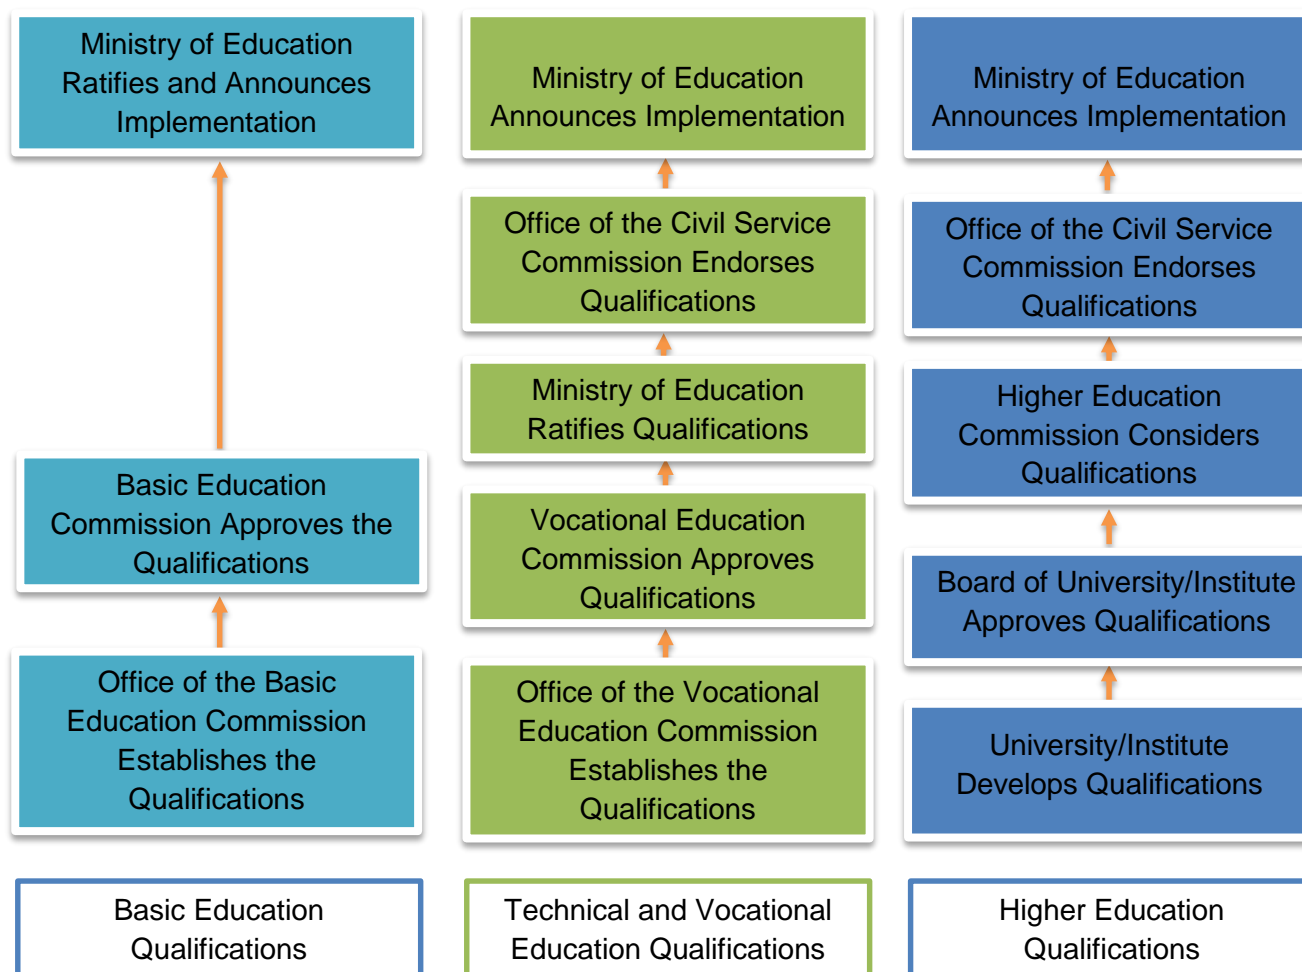 Ministry of Education
Ratifies and Announces
Implementation
Basic Education
Commission Approves the
Qualifications
Office of the Basic
Education Commission
Establishes the
Qualifications
Basic Education
Qualifications
Ministry of Education
Announces Implementation
Office of the Civil Service
Commission Endorses
Qualifications
Ministry of Education
Ratifies Qualifications
Vocational Education
Commission Approves
Qualifications
Office of the Vocational
Education Commission
Establishes the
Qualifications
Technical and Vocational
Education Qualifications
Ministry of Education
Announces Implementation
Office of the Civil Service
Commission Endorses
Qualifications
Higher Education
Commission Considers
Qualifications
Board of University/Institute
Approves Qualifications
University/Institute
Develops Qualifications
Higher Education
Qualifications